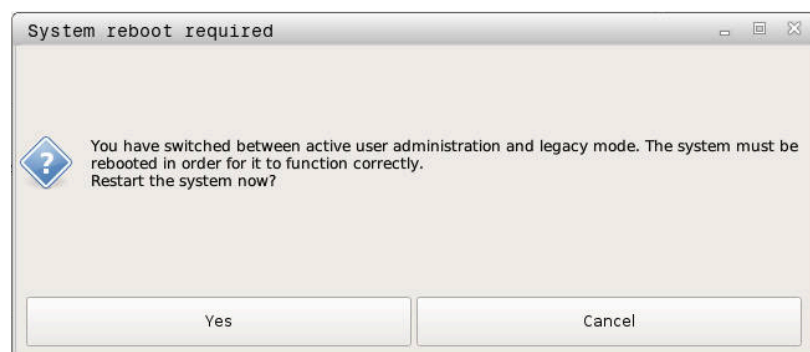 System reboot required
You have switched between active user administration and legacy mode. The system must be
rebooted in order for it to function correctly.
Restart the system now?
Yes
Cancel